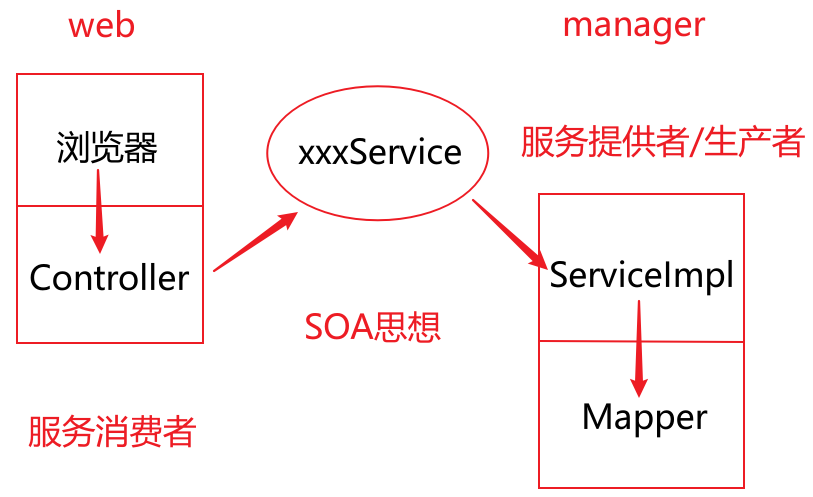 web
manager
浏览器
xxxService
服务提供者/生产者
Controller
ServiceImpl
SOA思想
Mapper
服务消费者